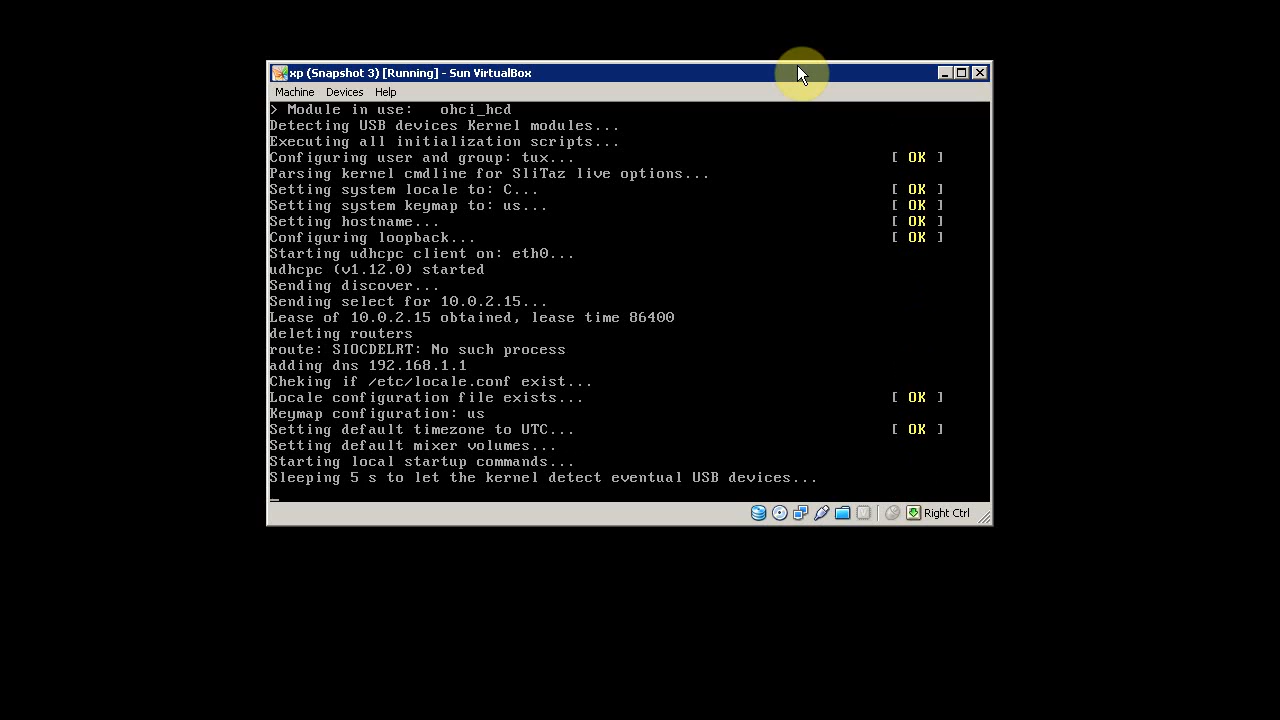 xp (Snapshot 3) [Running] - Sun VirtualBox
Machine Devices Help
> Module in use: ohci_hcd
Detecting USB devices Kernel modules...
Executing all initialization scripts...
Configuring user and group: tux... [ OK ]
Parsing kernel cmdline for SliTaz live options...
Setting system locale to: C... [ OK ]
Setting system keymap to: us... [ OK ]
Setting hostname... [ OK ]
Configuring loopback... [ OK ]
Starting udhcpc client on: eth0...
udhcpc (v1.12.0) started
Sending discover...
Sending select for 10.0.2.15...
Lease of 10.0.2.15 obtained, lease time 86400
deleting routers
route: SIOCDELRT: No such process
adding dns 192.168.1.1
Cheking if /etc/locale.conf exist...
Locale configuration file exists... [ OK ]
Keymap configuration: us
Setting default timezone to UTC... [ OK ]
Setting default mixer volumes...
Starting local startup commands...
Sleeping 5 s to let the kernel detect eventual USB devices...
Right Ctrl